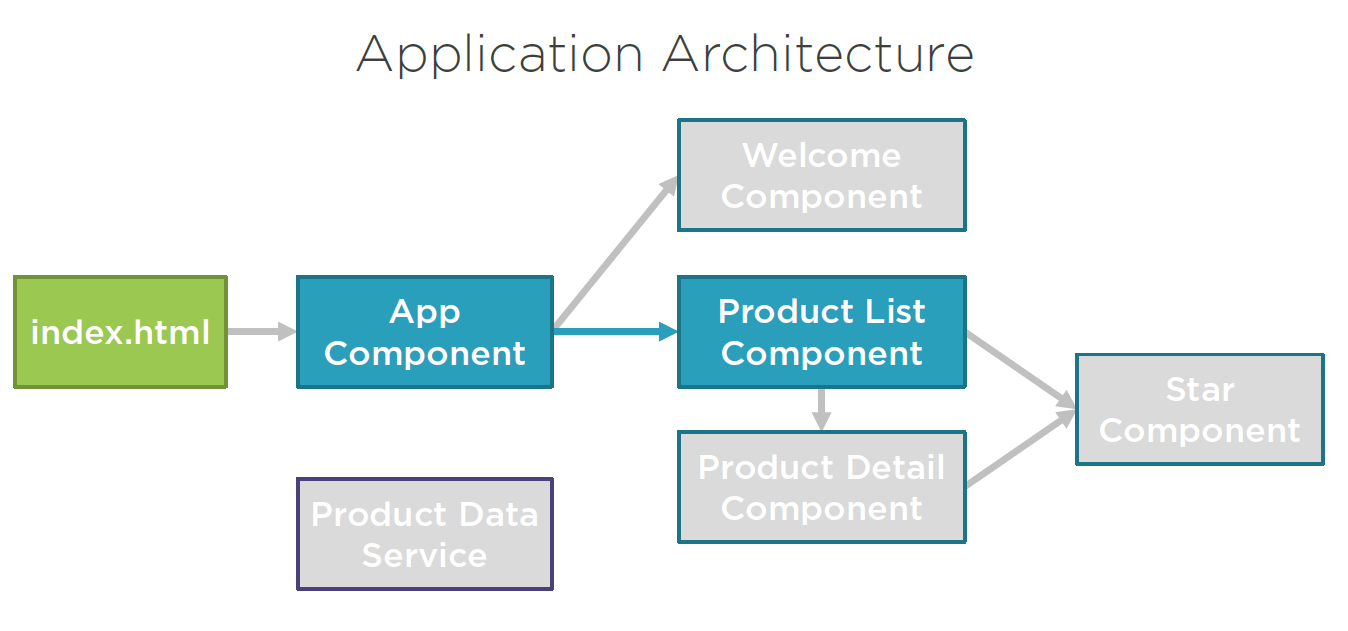 Application Architecture
Welcome
Component
index.html
App
Component
Product List
Component
Star
Component
Product Detail
Component
Product Data
Service